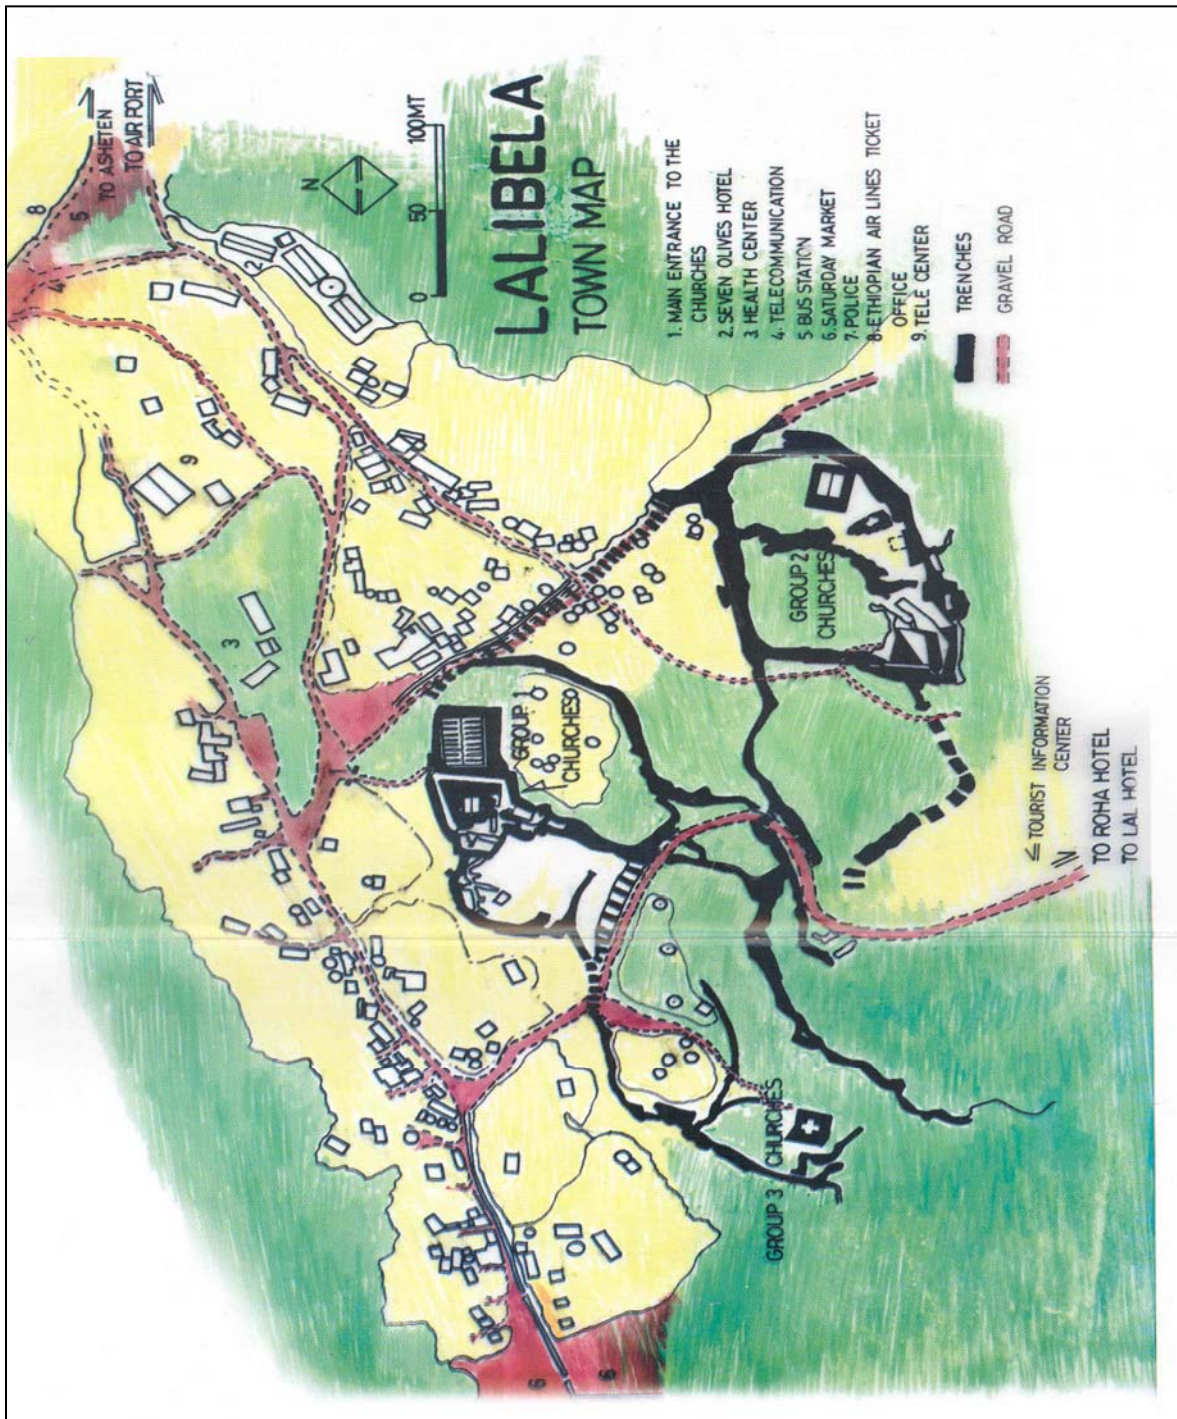 LALIBELA
TOWN MAP
N
0 50 100MT
1. MAIN ENTRANCE TO THE
CHURCHES
2. SEVEN OLIVES HOTEL
3. HEALTH CENTER
4. TELECOMMUNICATION
5 BUS STATION
6. SATURDAY MARKET
7. POLICE
8. ETHIOPIAN AIR LINES TICKET
OFFICE
9. TELE CENTER
TRENCHES
GRAVEL ROAD
TO ASHETEN
TO AIR PORT
8
5
4
2
9
3
GROUP 1
CHURCHES
GROUP 2
CHURCHES
GROUP 3 CHURCHES
TOURIST INFORMATION
CENTER
TO ROHA HOTEL
TO LAL HOTEL
6
6